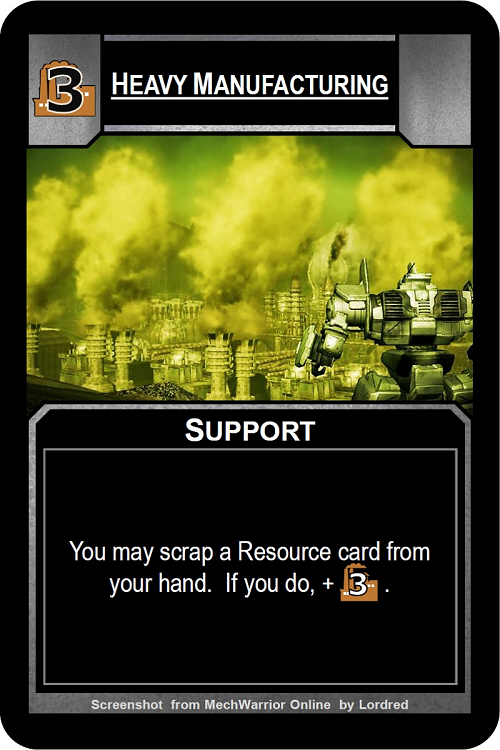 3
HEAVY MANUFACTURING
SUPPORT
You may scrap a Resource card from
your hand. If you do, + 3 .
Screenshot from MechWarrior Online by Lordred